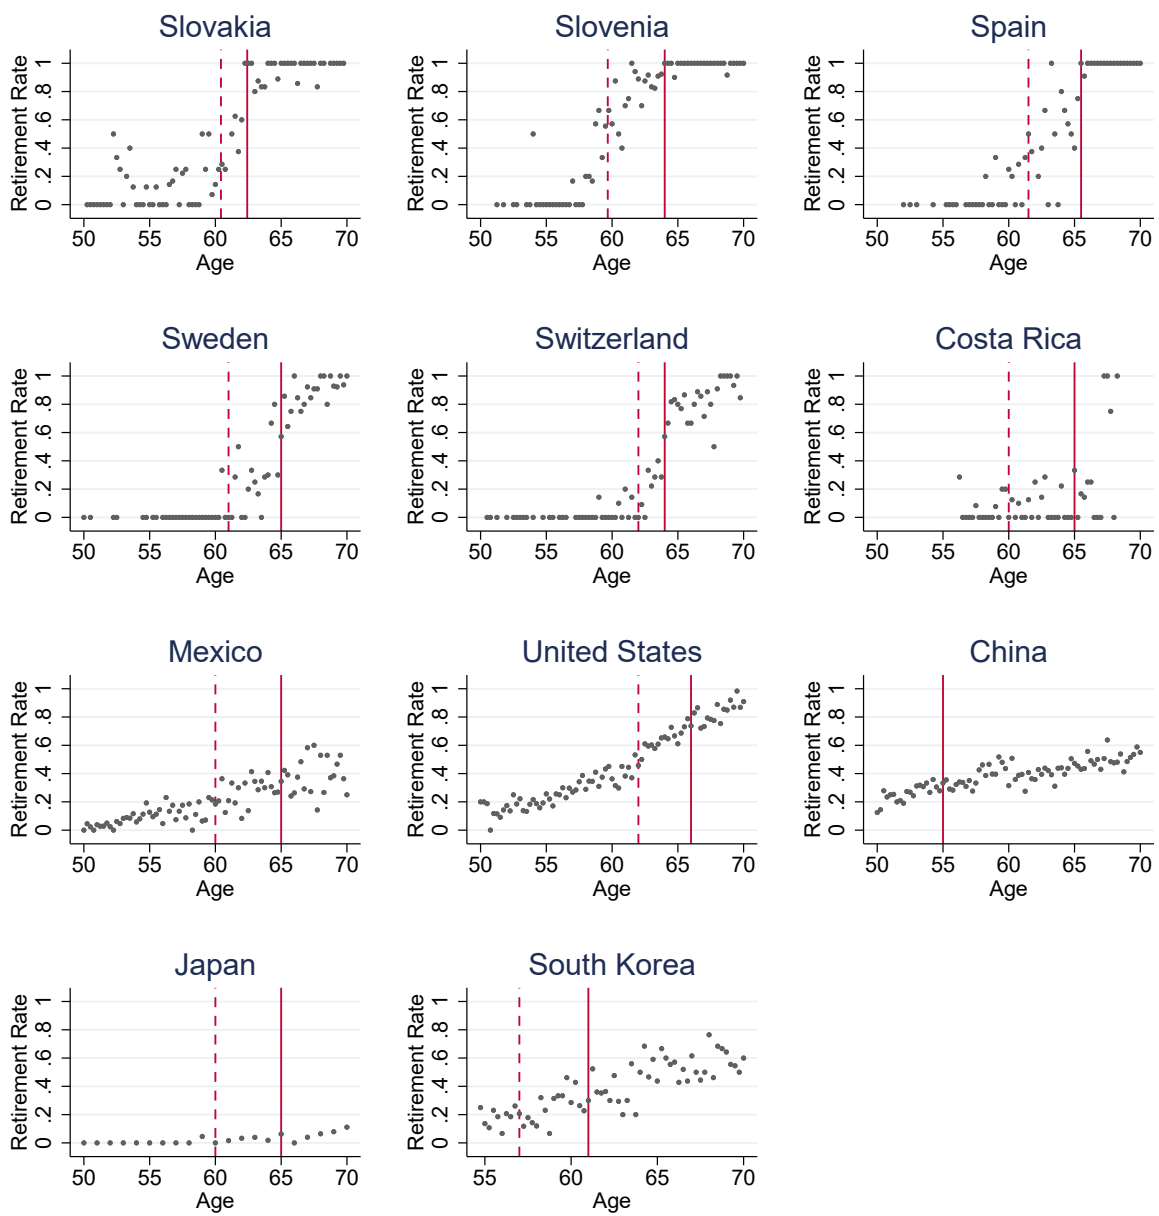 Slovakia
Retirement Rate
0 .2 .4 .6 .8 1
50 55 60 65 70
Age
Slovenia
Retirement Rate
0 .2 .4 .6 .8 1
50 55 60 65 70
Age
Spain
Retirement Rate
0 .2 .4 .6 .8 1
50 55 60 65 70
Age
Sweden
Retirement Rate
0 .2 .4 .6 .8 1
50 55 60 65 70
Age
Switzerland
Retirement Rate
0 .2 .4 .6 .8 1
50 55 60 65 70
Age
Costa Rica
Retirement Rate
0 .2 .4 .6 .8 1
50 55 60 65 70
Age
Mexico
Retirement Rate
0 .2 .4 .6 .8 1
50 55 60 65 70
Age
United States
Retirement Rate
0 .2 .4 .6 .8 1
50 55 60 65 70
Age
China
Retirement Rate
0 .2 .4 .6 .8 1
50 55 60 65 70
Age
Japan
Retirement Rate
0 .2 .4 .6 .8 1
50 55 60 65 70
Age
South Korea
Retirement Rate
0 .2 .4 .6 .8 1
55 60 65 70
Age